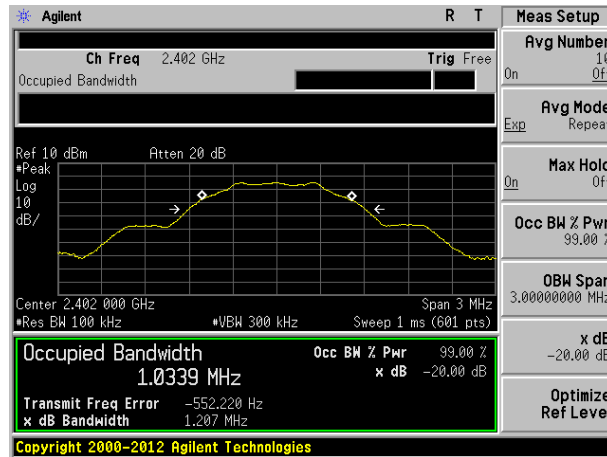 Agilent R T
Ch Freq 2.402 GHz Trig Free
Occupied Bandwidth
Ref 10 dBm Atten 20 dB
#Peak
Log
10
dB/
Center 2.402 000 GHz Span 3 MHz
#Res BW 100 kHz #VBW 300 kHz Sweep 1 ms (601 pts)
Occupied Bandwidth Occ BW % Pwr 99.00 %
1.0339 MHz x dB -20.00 dB
Transmit Freq Error -552.220 Hz
x dB Bandwidth 1.207 MHz
Copyright 2000-2012 Agilent Technologies
Meas Setup
Avg Number
10
On Off
Avg Mode
Exp Repeat
Max Hold
On Off
Occ BW % Pwr
99.00 %
OBW Span
3.00000000 MHz
x dB
-20.00 dB
Optimize
Ref Level